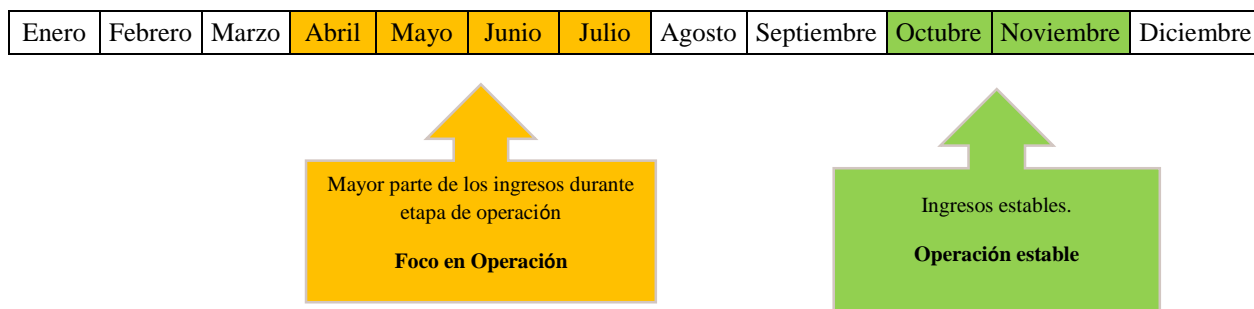 Enero Febrero Marzo Abril Mayo Junio Julio Agosto Septiembre Octubre Noviembre Diciembre
Mayor parte de los ingresos durante
etapa de operación
Foco en Operación
Ingresos estables.
Operación estable